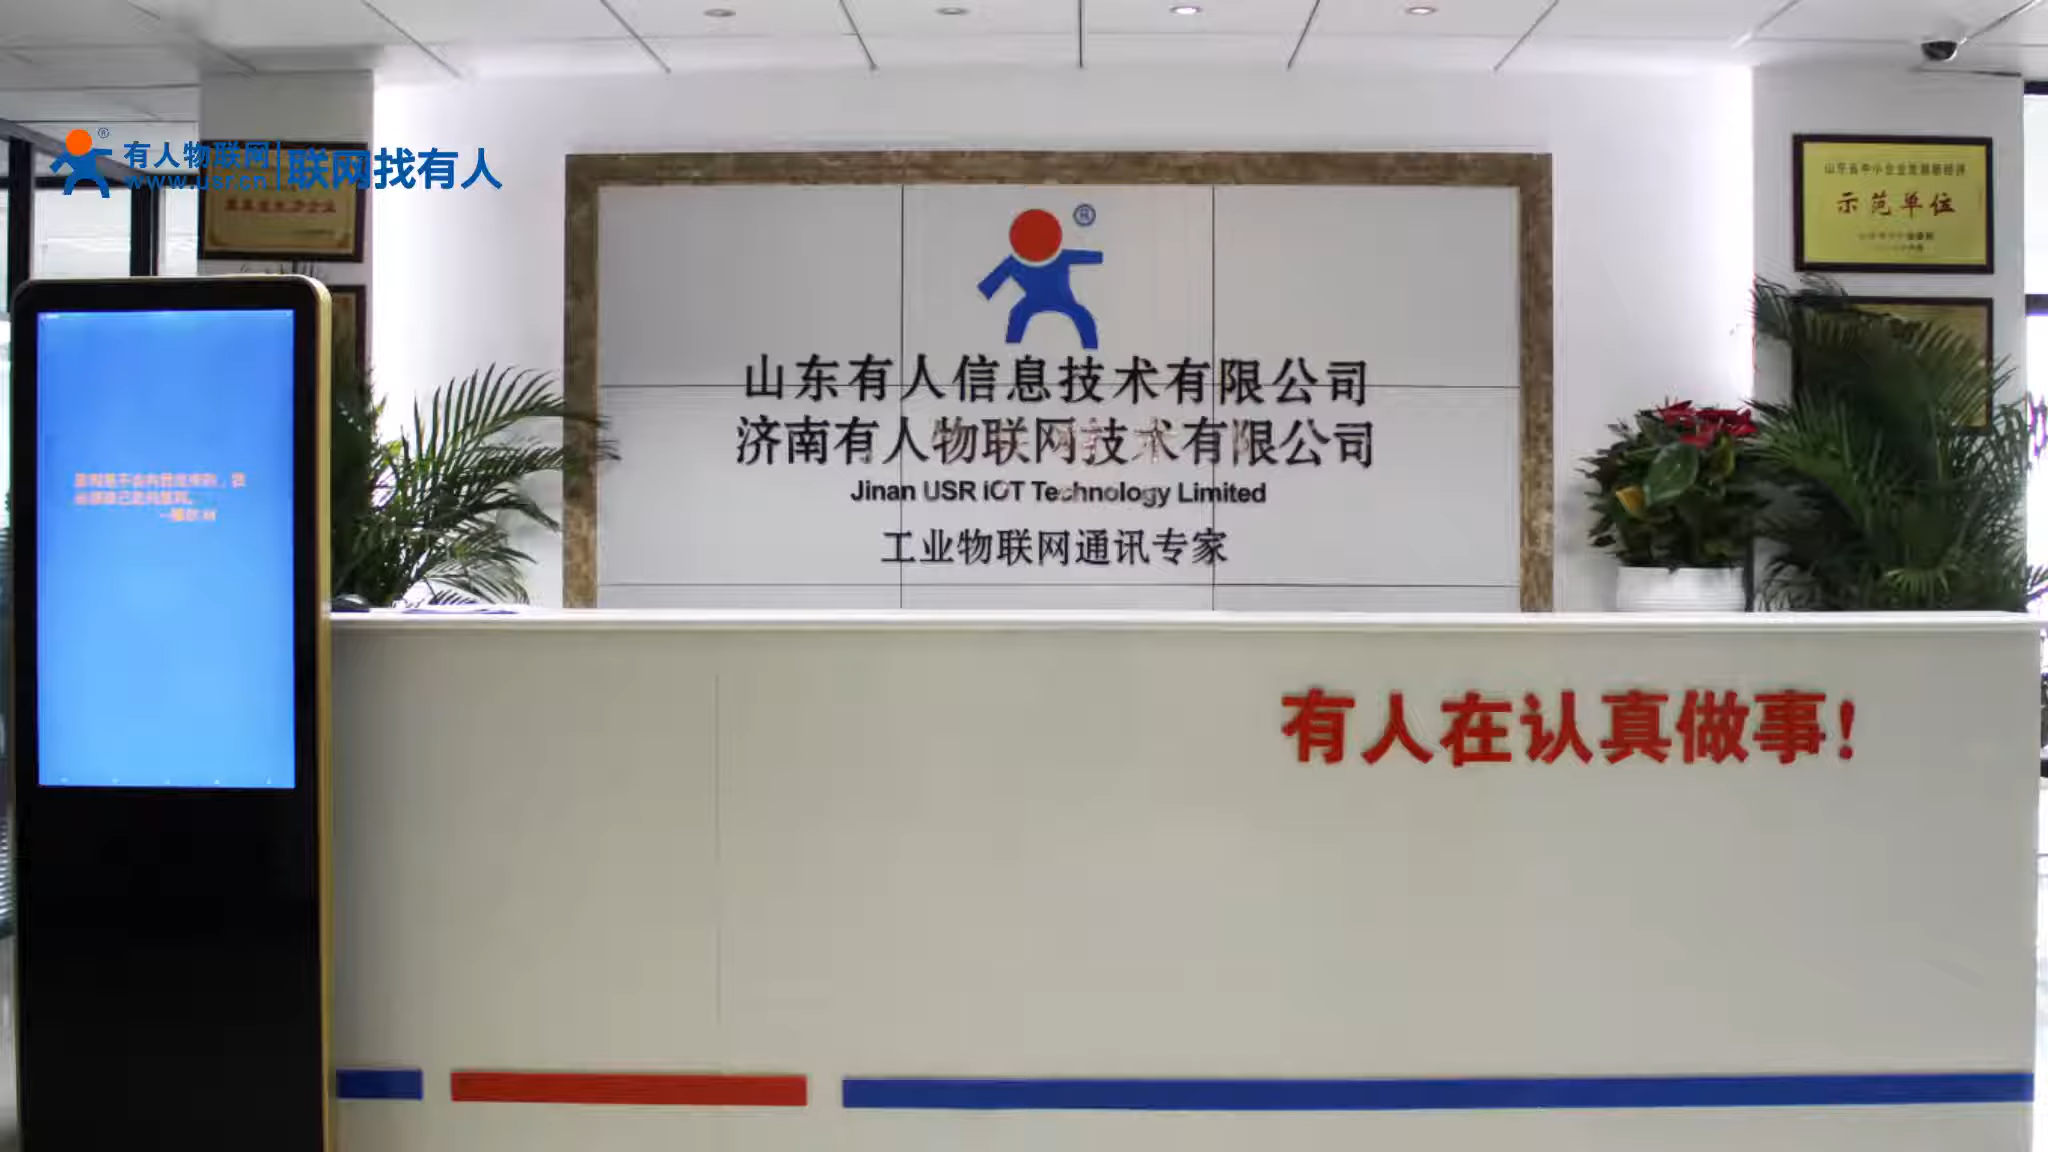 有人物联网
www.usr.cn
联网找有人
®
山东有人信息技术有限公司
济南有人物联网技术有限公司
Jinan USR IOT Technology Limited
工业物联网通讯专家
示范单位
有人在认真做事!